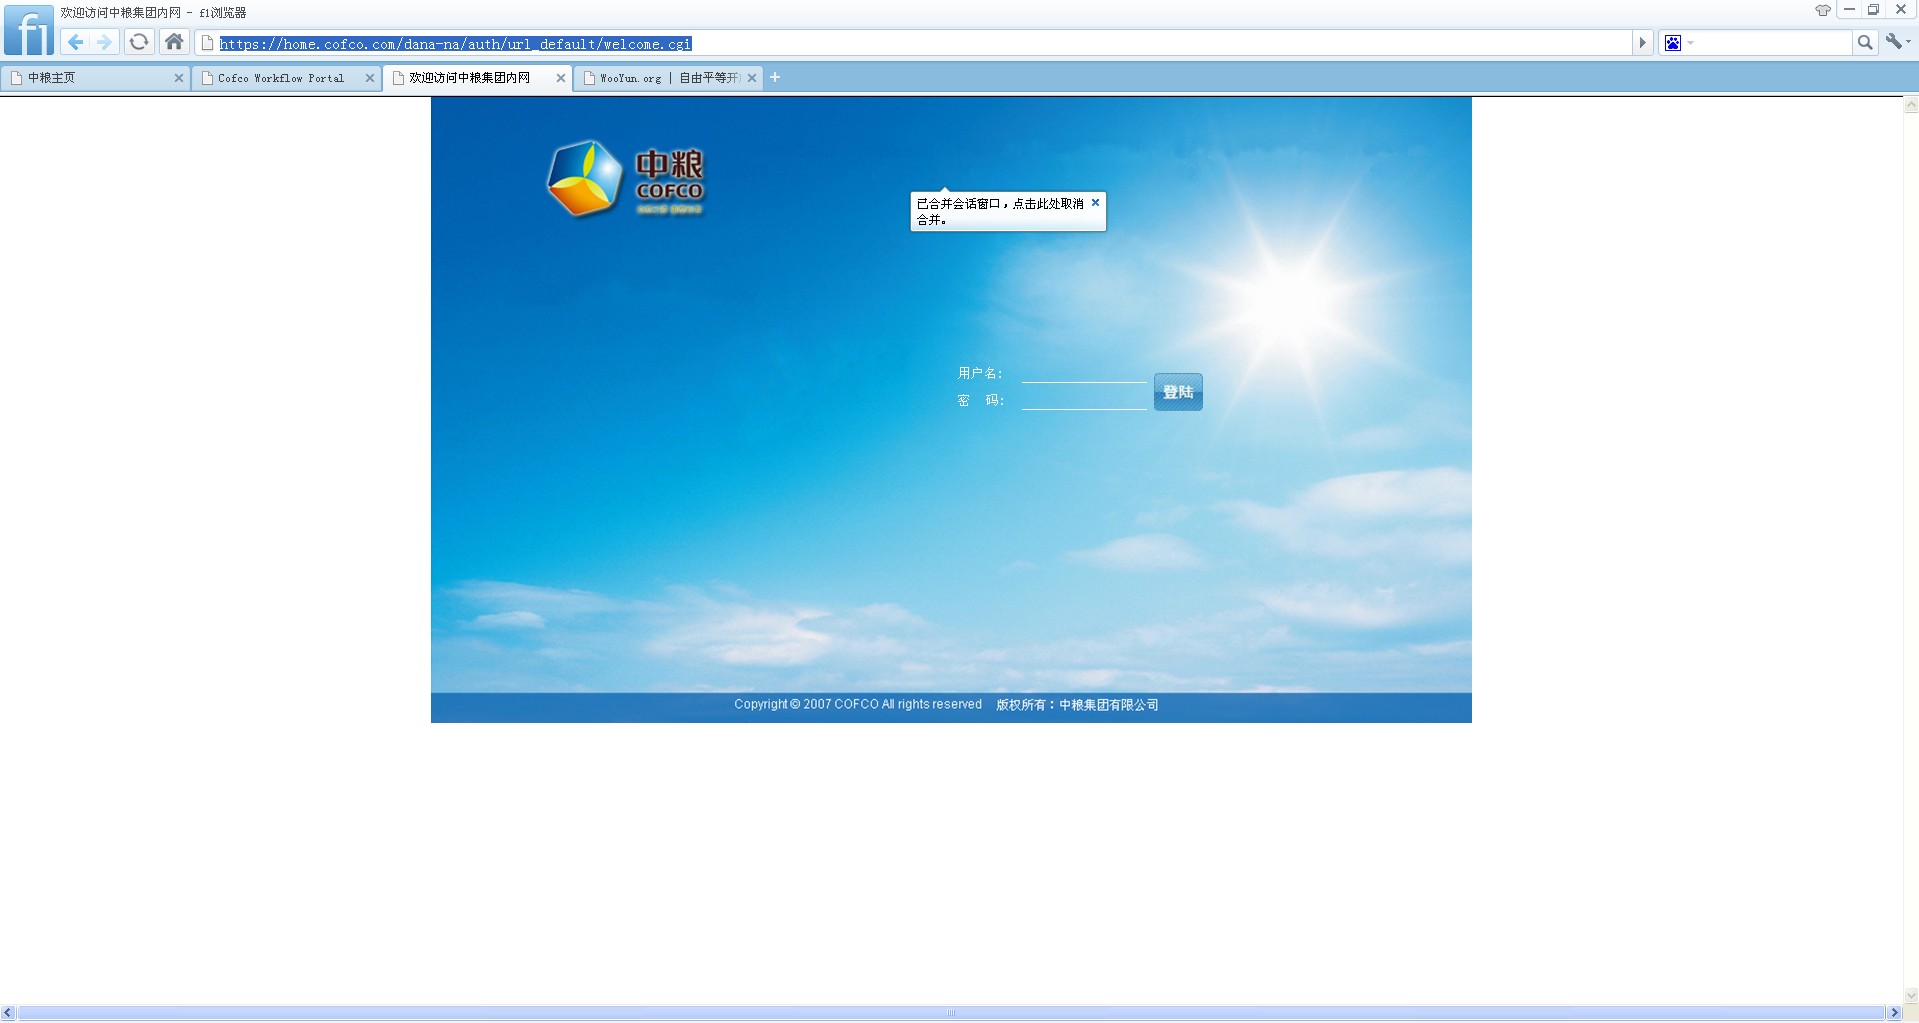 欢迎访问中粮集团内网 - f1浏览器
f1
https://home.cofco.com/dana-na/auth/url_default/welcome.cgi
中粮主页
Cofco Workflow Portal
欢迎访问中粮集团内网
WooYun.org | 自由平等开
中粮
COFCO
已合并会话窗口，点击此处取消
合并。
用户名:
密 码:
登陆
Copyright © 2007 COFCO All rights reserved 版权所有：中粮集团有限公司